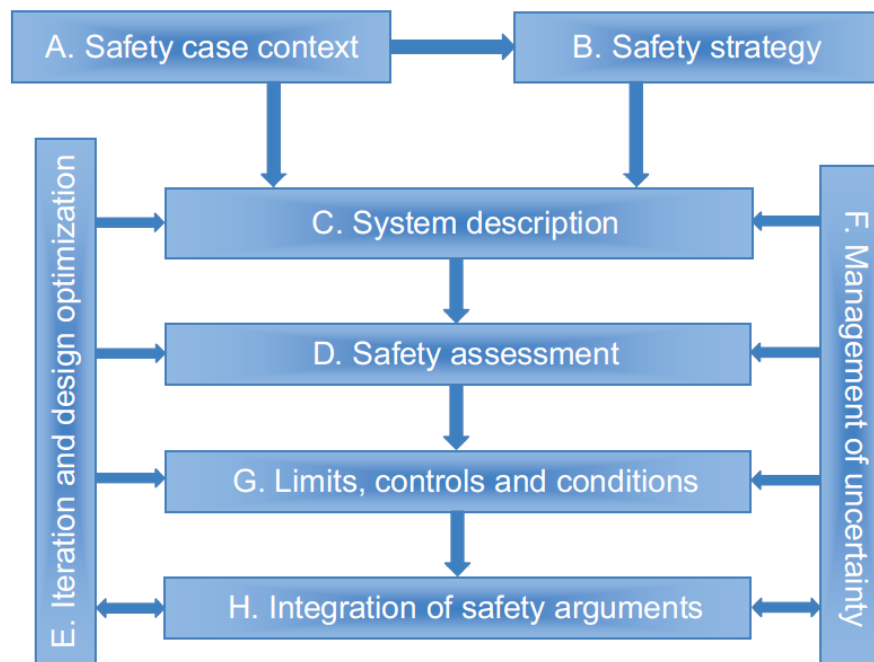 A. Safety case context
B. Safety strategy
E. Iteration and design optimization
C. System description
F. Management of uncertainty
D. Safety assessment
G. Limits, controls and conditions
H. Integration of safety arguments